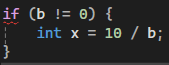 if (b != 0) {
    int x = 10 / b;
}